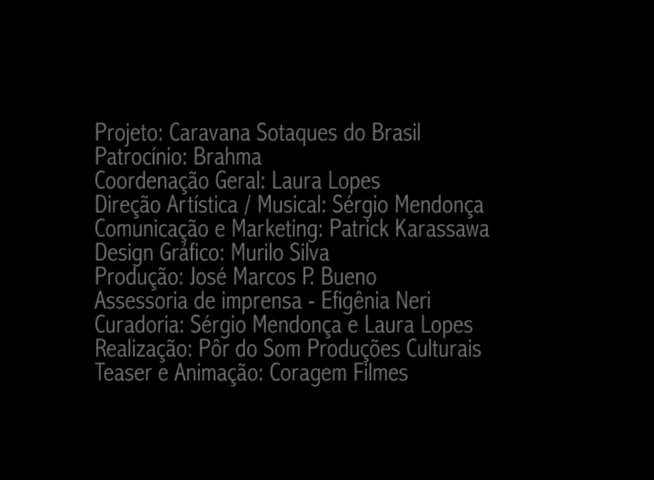 Projeto: Caravana Sotaques do Brasil
Patrocínio: Brahma
Coordenação Geral: Laura Lopes
Direção Artística / Musical: Sérgio Mendonça
Comunicação e Marketing: Patrick Karassawa
Design Gráfico: Murilo Silva
Produção: José Marcos P. Bueno
Assessoria de imprensa - Efigênia Neri
Curadoria: Sérgio Mendonça e Laura Lopes
Realização: Pôr do Som Produções Culturais
Teaser e Animação: Coragem Filmes